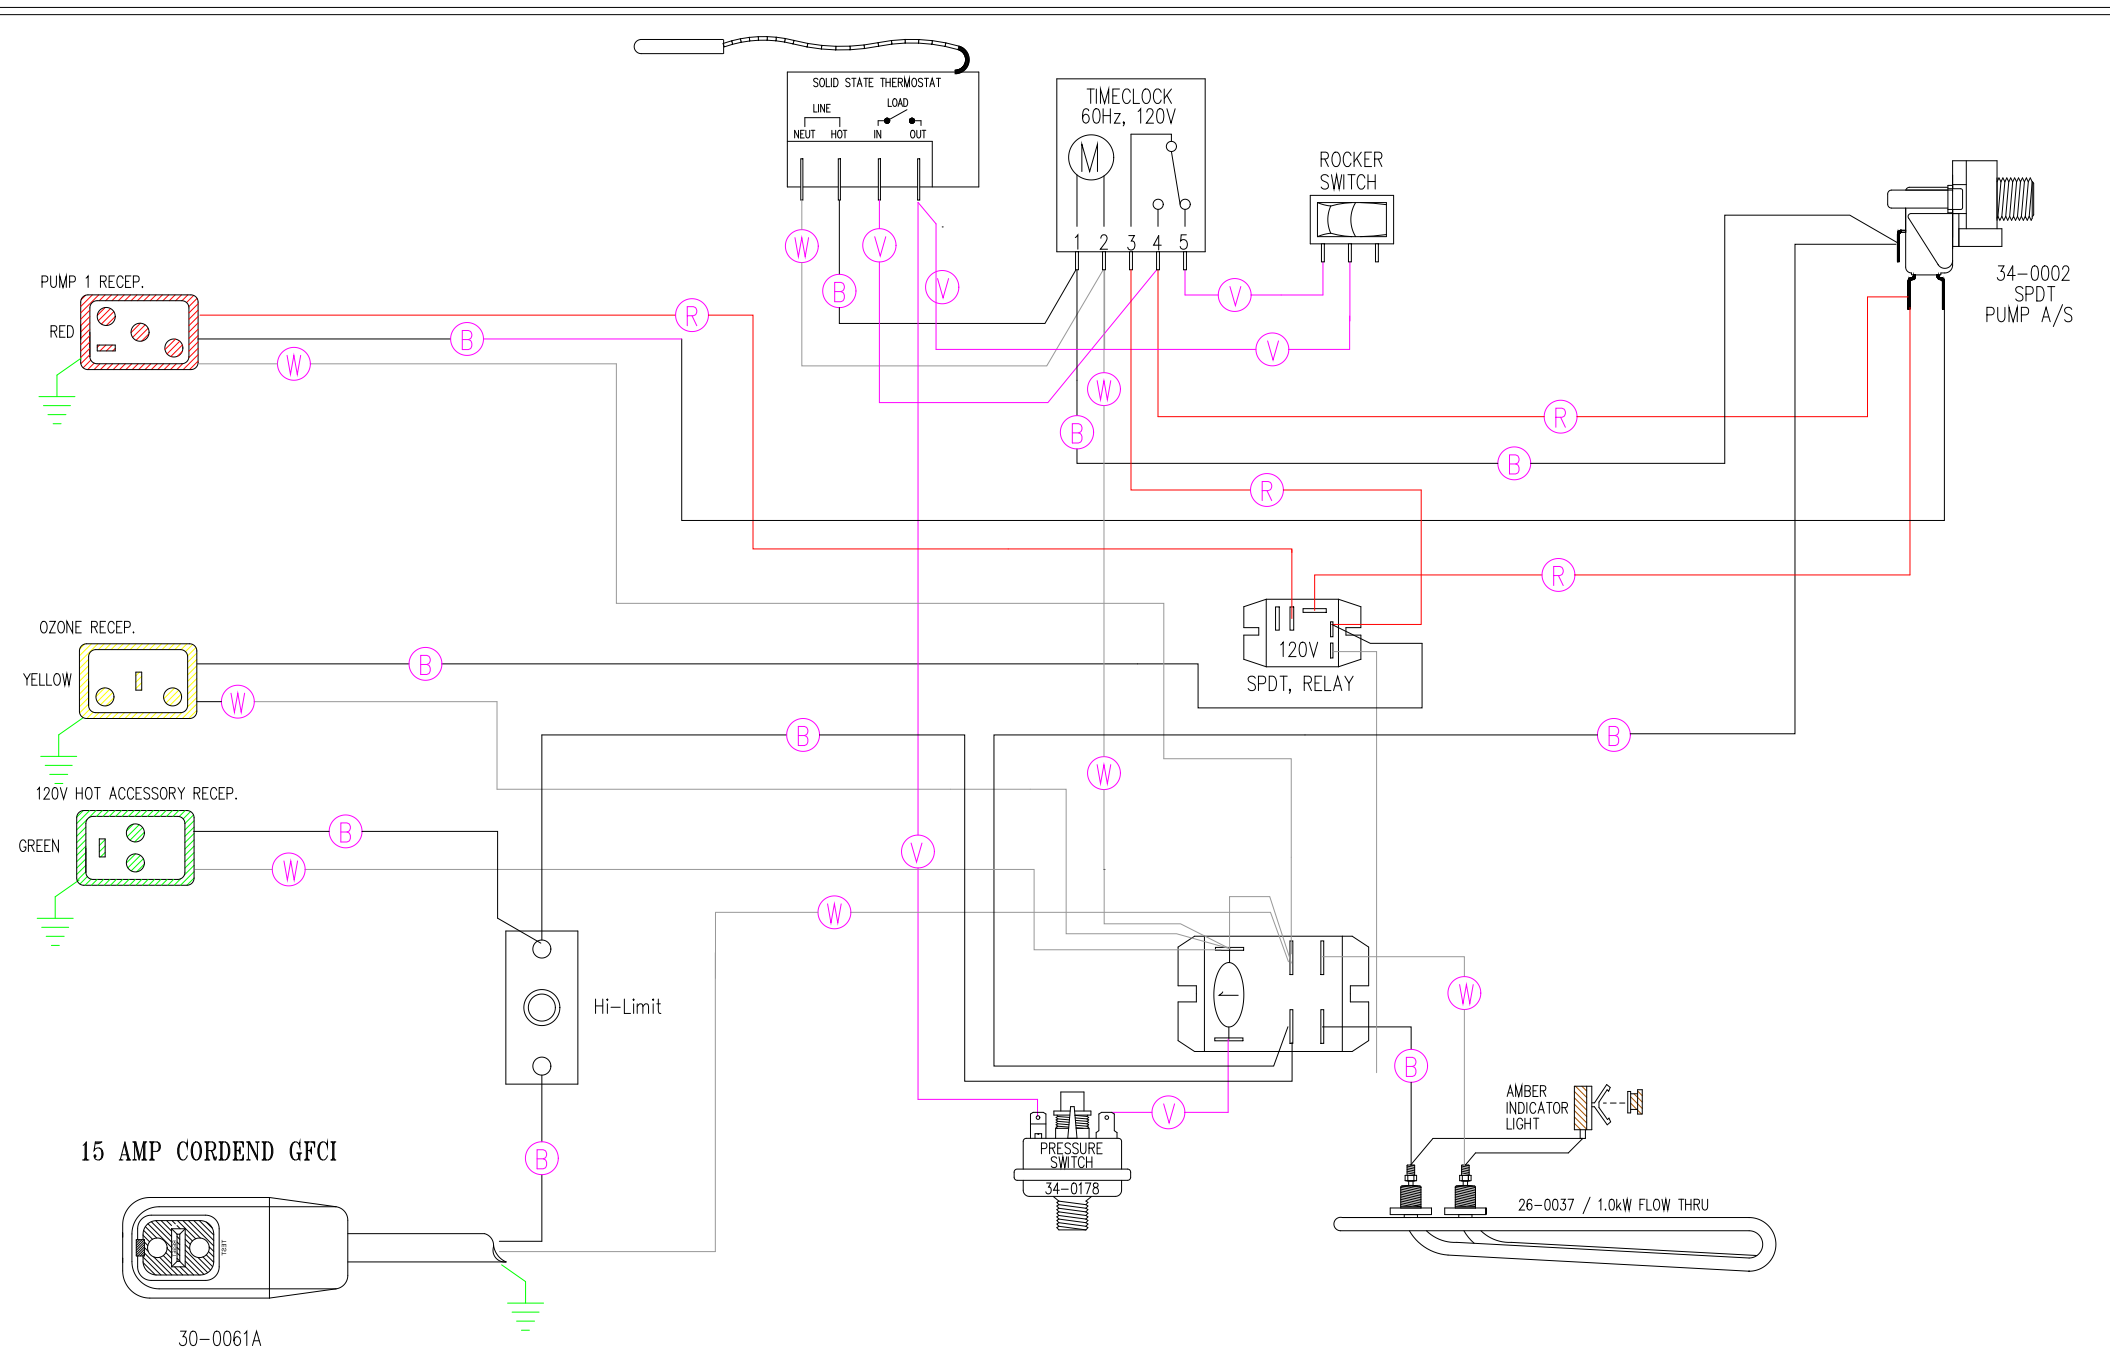 SOLID STATE THERMOSTAT
LINE
LOAD
NEUT HOT IN OUT
TIMECLOCK
60Hz, 120V
M
1 2 3 4 5
ROCKER
SWITCH
34-0002
SPDT
PUMP A/S
W
V
B
V
V
V
PUMP 1 RECEP.
RED
R
B
W
W
B
R
B
R
R
120V
SPDT, RELAY
OZONE RECEP.
YELLOW
B
W
B
B
W
120V HOT ACCESSORY RECEP.
GREEN
B
W
V
W
Hi-Limit
W
B
AMBER
INDICATOR
LIGHT
V
PRESSURE
SWITCH
34-0178
26-0037 / 1.0kW FLOW THRU
15 AMP CORDEND GFCI
B
TEST
30-0061A